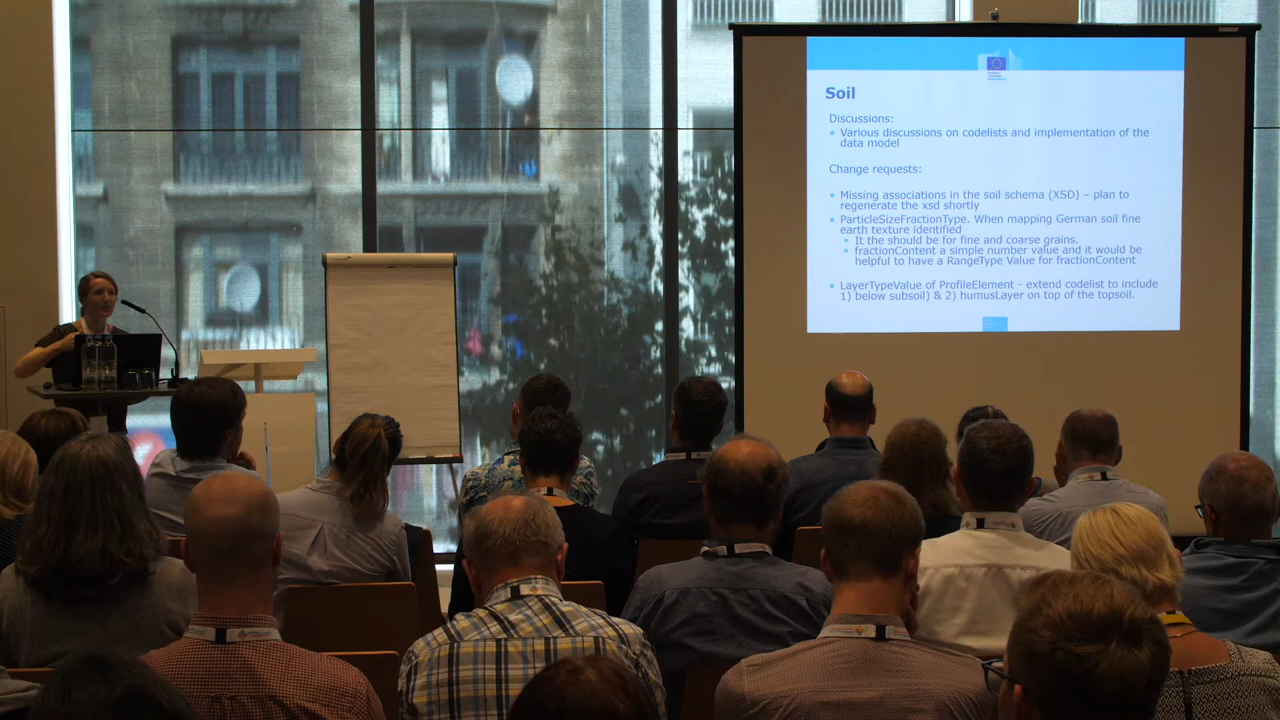 Soil
Discussions:
Various discussions on codelists and implementation of the
data model
Change requests:
Missing associations in the soil schema (XSD) – plan to
regenerate the xsd shortly
ParticleSizeFractionType. When mapping German soil fine
earth texture identified
It the should be for fine and coarse grains.
fractionContent a simple number value and it would be
helpful to have a RangeType Value for fractionContent
LayerTypeValue of ProfileElement - extend codelist to include
1) below subsoil) & 2) humusLayer on top of the topsoil.